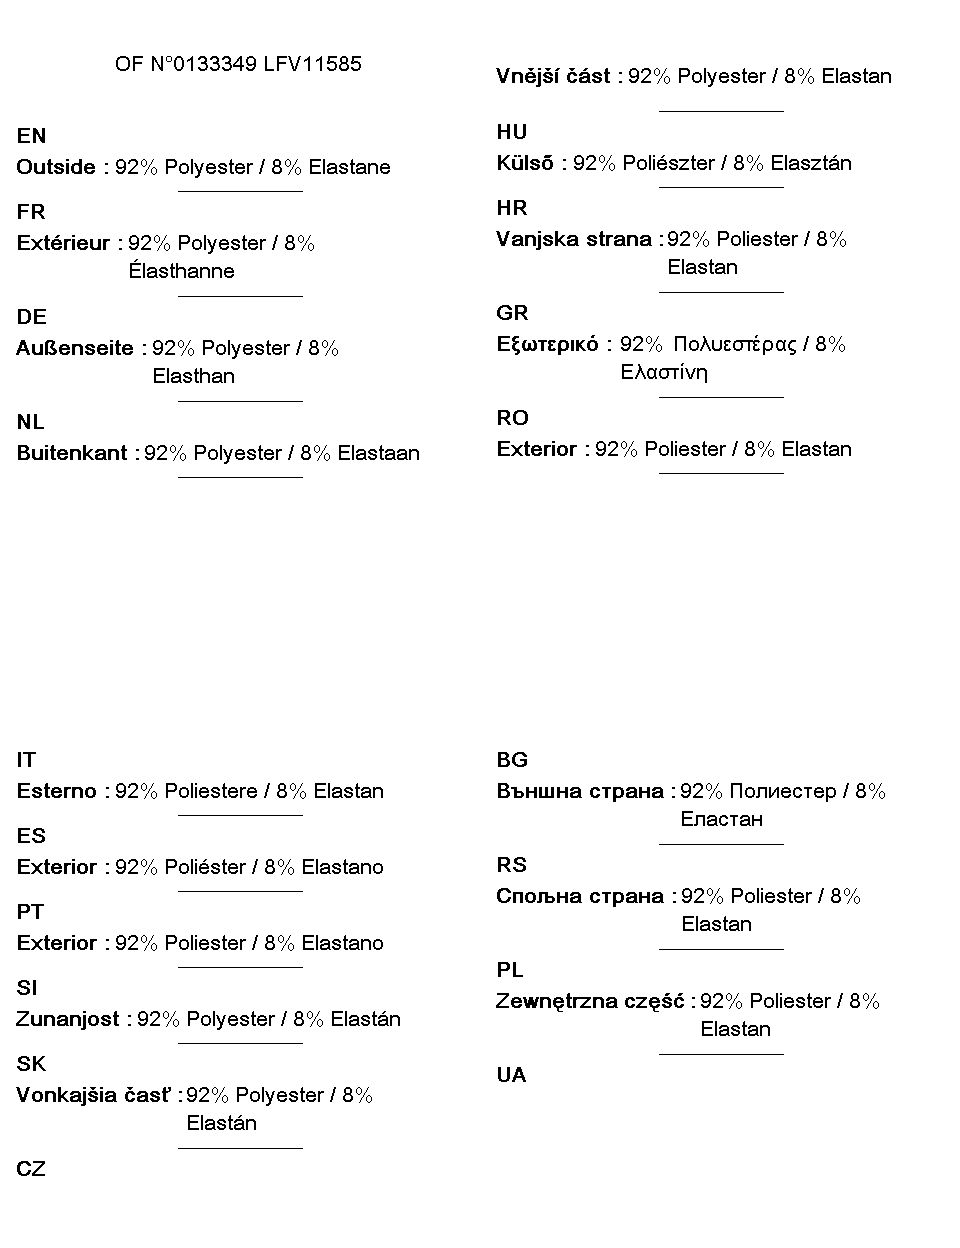 OF N°0133349 LFV11585
EN
Outside : 92% Polyester / 8% Elastane
FR
Extérieur : 92% Polyester / 8%
Élasthanne
DE
Außenseite : 92% Polyester / 8%
Elasthan
NL
Buitenkant : 92% Polyester / 8% Elastaan
IT
Esterno : 92% Poliestere / 8% Elastan
ES
Exterior : 92% Poliéster / 8% Elastano
PT
Exterior : 92% Poliester / 8% Elastano
SI
Zunanjost : 92% Polyester / 8% Elastán
SK
Vonkajšia časť : 92% Polyester / 8%
Elastán
CZ
Vnější část : 92% Polyester / 8% Elastan
HU
Külsõ : 92% Poliészter / 8% Elasztán
HR
Vanjska strana : 92% Poliester / 8%
Elastan
GR
Εξωτερικό : 92% Πολυεστέρας / 8%
Ελαστίνη
RO
Exterior : 92% Poliester / 8% Elastan
BG
Външна страна : 92% Полиестер / 8%
Еластан
RS
Спољна страна : 92% Poliester / 8%
Elastan
PL
Zewnętrzna część : 92% Poliester / 8%
Elastan
UA